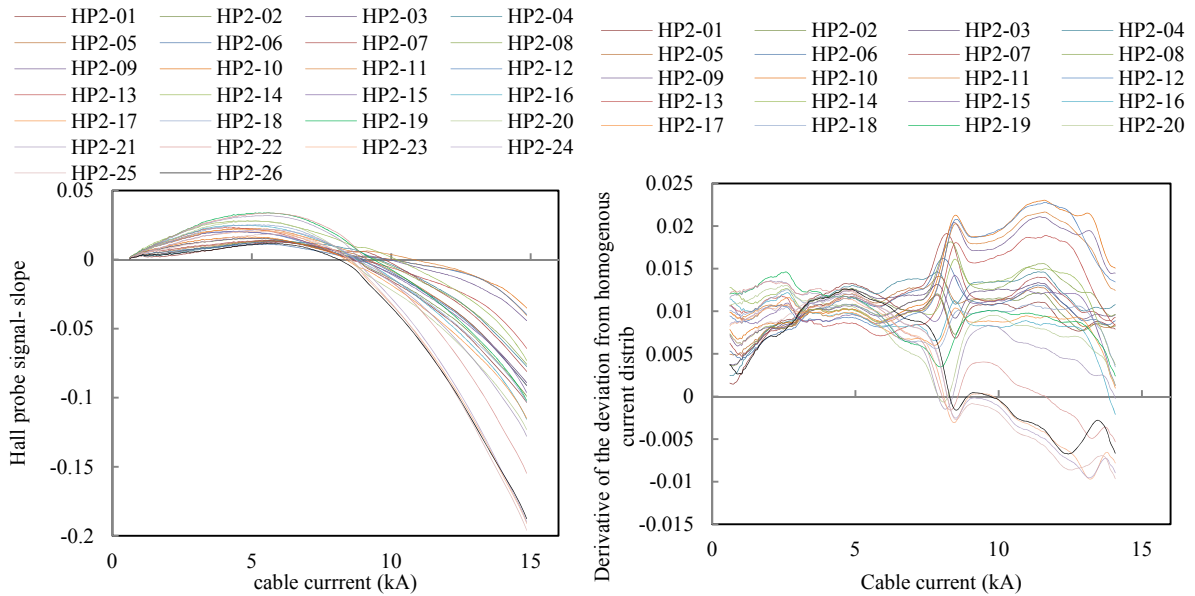 HP2-01 HP2-02 HP2-03 HP2-04
HP2-05 HP2-06 HP2-07 HP2-08
HP2-09 HP2-10 HP2-11 HP2-12
HP2-13 HP2-14 HP2-15 HP2-16
HP2-17 HP2-18 HP2-19 HP2-20
HP2-21 HP2-22 HP2-23 HP2-24
HP2-25 HP2-26
0.05
0
-0.05
-0.1
-0.15
-0.2
0 5 10 15
Hall probe signal- slope
cable currrent (kA)
HP2-01 HP2-02 HP2-03 HP2-04
HP2-05 HP2-06 HP2-07 HP2-08
HP2-09 HP2-10 HP2-11 HP2-12
HP2-13 HP2-14 HP2-15 HP2-16
HP2-17 HP2-18 HP2-19 HP2-20
0.025
0.02
0.015
0.01
0.005
0
-0.005
-0.01
-0.015
0 5 10 15
Derivative of the deviation from homogenous
current distrib
Cable current (kA)